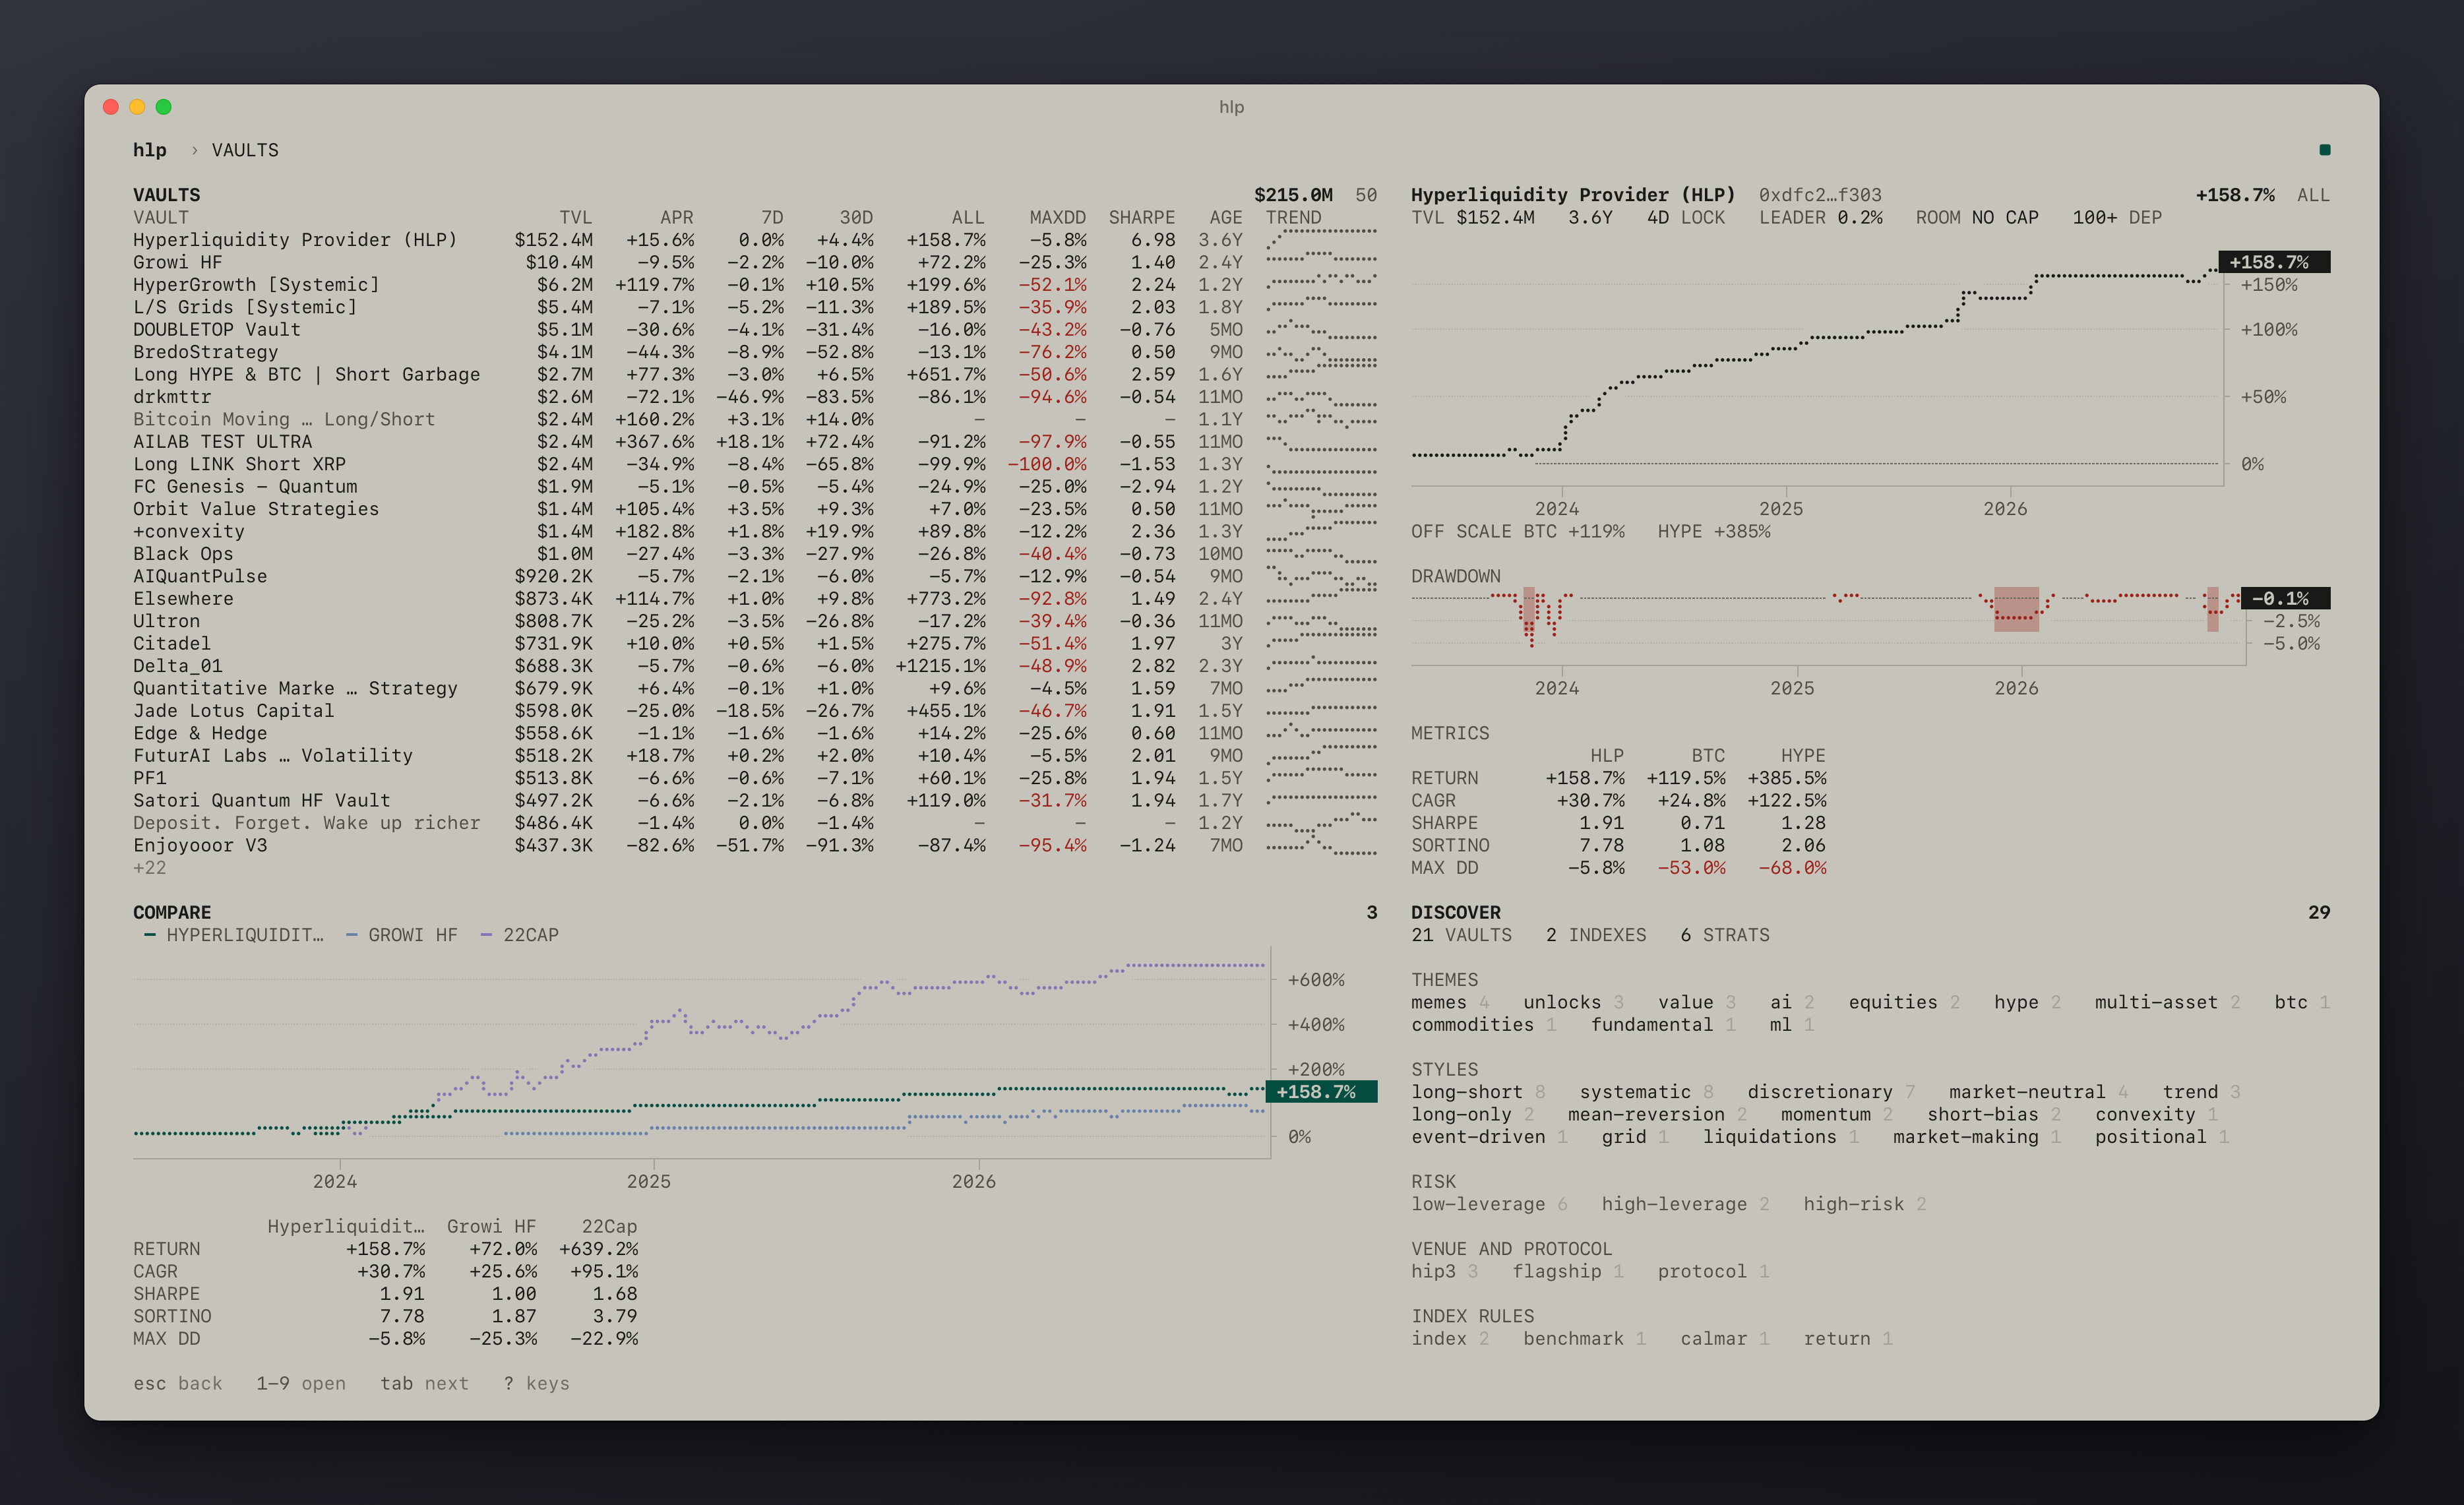 hlp
hlp › VAULTS
VAULTS $215.0M 50
VAULT TVL APR 7D 30D ALL MAXDD SHARPE AGE TREND
Hyperliquidity Provider (HLP) $152.4M +15.6% 0.0% +4.4% +158.7% −5.8% 6.98 3.6Y
Growi HF $10.4M −9.5% −2.2% −10.0% +72.2% −25.3% 1.40 2.4Y
HyperGrowth [Systemic] $6.2M +119.7% −0.1% +10.5% +199.6% −52.1% 2.24 1.2Y
L/S Grids [Systemic] $5.4M −7.1% −5.2% −11.3% +189.5% −35.9% 2.03 1.8Y
DOUBLETOP Vault $5.1M −30.6% −4.1% −31.4% −16.0% −43.2% −0.76 5MO
BredoStrategy $4.1M −44.3% −8.9% −52.8% −13.1% −76.2% 0.50 9MO
Long HYPE & BTC | Short Garbage $2.7M +77.3% −3.0% +6.5% +651.7% −50.6% 2.59 1.6Y
drkmttr $2.6M −72.1% −46.9% −83.5% −86.1% −94.6% −0.54 11MO
Bitcoin Moving … Long/Short $2.4M +160.2% +3.1% +14.0% — — — 1.1Y
AILAB TEST ULTRA $2.4M +367.6% +18.1% +72.4% −91.2% −97.9% −0.55 11MO
Long LINK Short XRP $2.4M −34.9% −8.4% −65.8% −99.9% −100.0% −1.53 1.3Y
FC Genesis – Quantum $1.9M −5.1% −0.5% −5.4% −24.9% −25.0% −2.94 1.2Y
Orbit Value Strategies $1.4M +105.4% +3.5% +9.3% +7.0% −23.5% 0.50 11MO
+convexity $1.4M +182.8% +1.8% +19.9% +89.8% −12.2% 2.36 1.3Y
Black Ops $1.0M −27.4% −3.3% −27.9% −26.8% −40.4% −0.73 10MO
AIQuantPulse $920.2K −5.7% −2.1% −6.0% −5.7% −12.9% −0.54 9MO
Elsewhere $873.4K +114.7% +1.0% +9.8% +773.2% −92.8% 1.49 2.4Y
Ultron $808.7K −25.2% −3.5% −26.8% −17.2% −39.4% −0.36 11MO
Citadel $731.9K +10.0% +0.5% +1.5% +275.7% −51.4% 1.97 3Y
Delta_01 $688.3K −5.7% −0.6% −6.0% +1215.1% −48.9% 2.82 2.3Y
Quantitative Marke … Strategy $679.9K +6.4% −0.1% +1.0% +9.6% −4.5% 1.59 7MO
Jade Lotus Capital $598.0K −25.0% −18.5% −26.7% +455.1% −46.7% 1.91 1.5Y
Edge & Hedge $558.6K −1.1% −1.6% −1.6% +14.2% −25.6% 0.60 11MO
FuturAI Labs … Volatility $518.2K +18.7% +0.2% +2.0% +10.4% −5.5% 2.01 9MO
PF1 $513.8K −6.6% −0.6% −7.1% +60.1% −25.8% 1.94 1.5Y
Satori Quantum HF Vault $497.2K −6.6% −2.1% −6.8% +119.0% −31.7% 1.94 1.7Y
Deposit. Forget. Wake up richer $486.4K −1.4% 0.0% −1.4% — — — 1.2Y
Enjoyooor V3 $437.3K −82.6% −51.7% −91.3% −87.4% −95.4% −1.24 7MO
+22
Hyperliquidity Provider (HLP) 0xdfc2…f303 +158.7% ALL
TVL $152.4M 3.6Y 4D LOCK LEADER 0.2% ROOM NO CAP 100+ DEP
+158.7%
+150%
+100%
+50%
0%
2024 2025 2026
OFF SCALE BTC +119% HYPE +385%
DRAWDOWN
−0.1%
−2.5%
−5.0%
2024 2025 2026
METRICS
HLP BTC HYPE
RETURN +158.7% +119.5% +385.5%
CAGR +30.7% +24.8% +122.5%
SHARPE 1.91 0.71 1.28
SORTINO 7.78 1.08 2.06
MAX DD −5.8% −53.0% −68.0%
COMPARE 3
HYPERLIQUIDIT… GROWI HF 22CAP
+600%
+400%
+200%
+158.7%
0%
2024 2025 2026
Hyperliquidit… Growi HF 22Cap
RETURN +158.7% +72.0% +639.2%
CAGR +30.7% +25.6% +95.1%
SHARPE 1.91 1.00 1.68
SORTINO 7.78 1.87 3.79
MAX DD −5.8% −25.3% −22.9%
DISCOVER 29
21 VAULTS 2 INDEXES 6 STRATS
THEMES
memes 4 unlocks 3 value 3 ai 2 equities 2 hype 2 multi-asset 2 btc 1
commodities 1 fundamental 1 ml 1
STYLES
long-short 8 systematic 8 discretionary 7 market-neutral 4 trend 3
long-only 2 mean-reversion 2 momentum 2 short-bias 2 convexity 1
event-driven 1 grid 1 liquidations 1 market-making 1 positional 1
RISK
low-leverage 6 high-leverage 2 high-risk 2
VENUE AND PROTOCOL
hip3 3 flagship 1 protocol 1
INDEX RULES
index 2 benchmark 1 calmar 1 return 1
esc back 1–9 open tab next ? keys